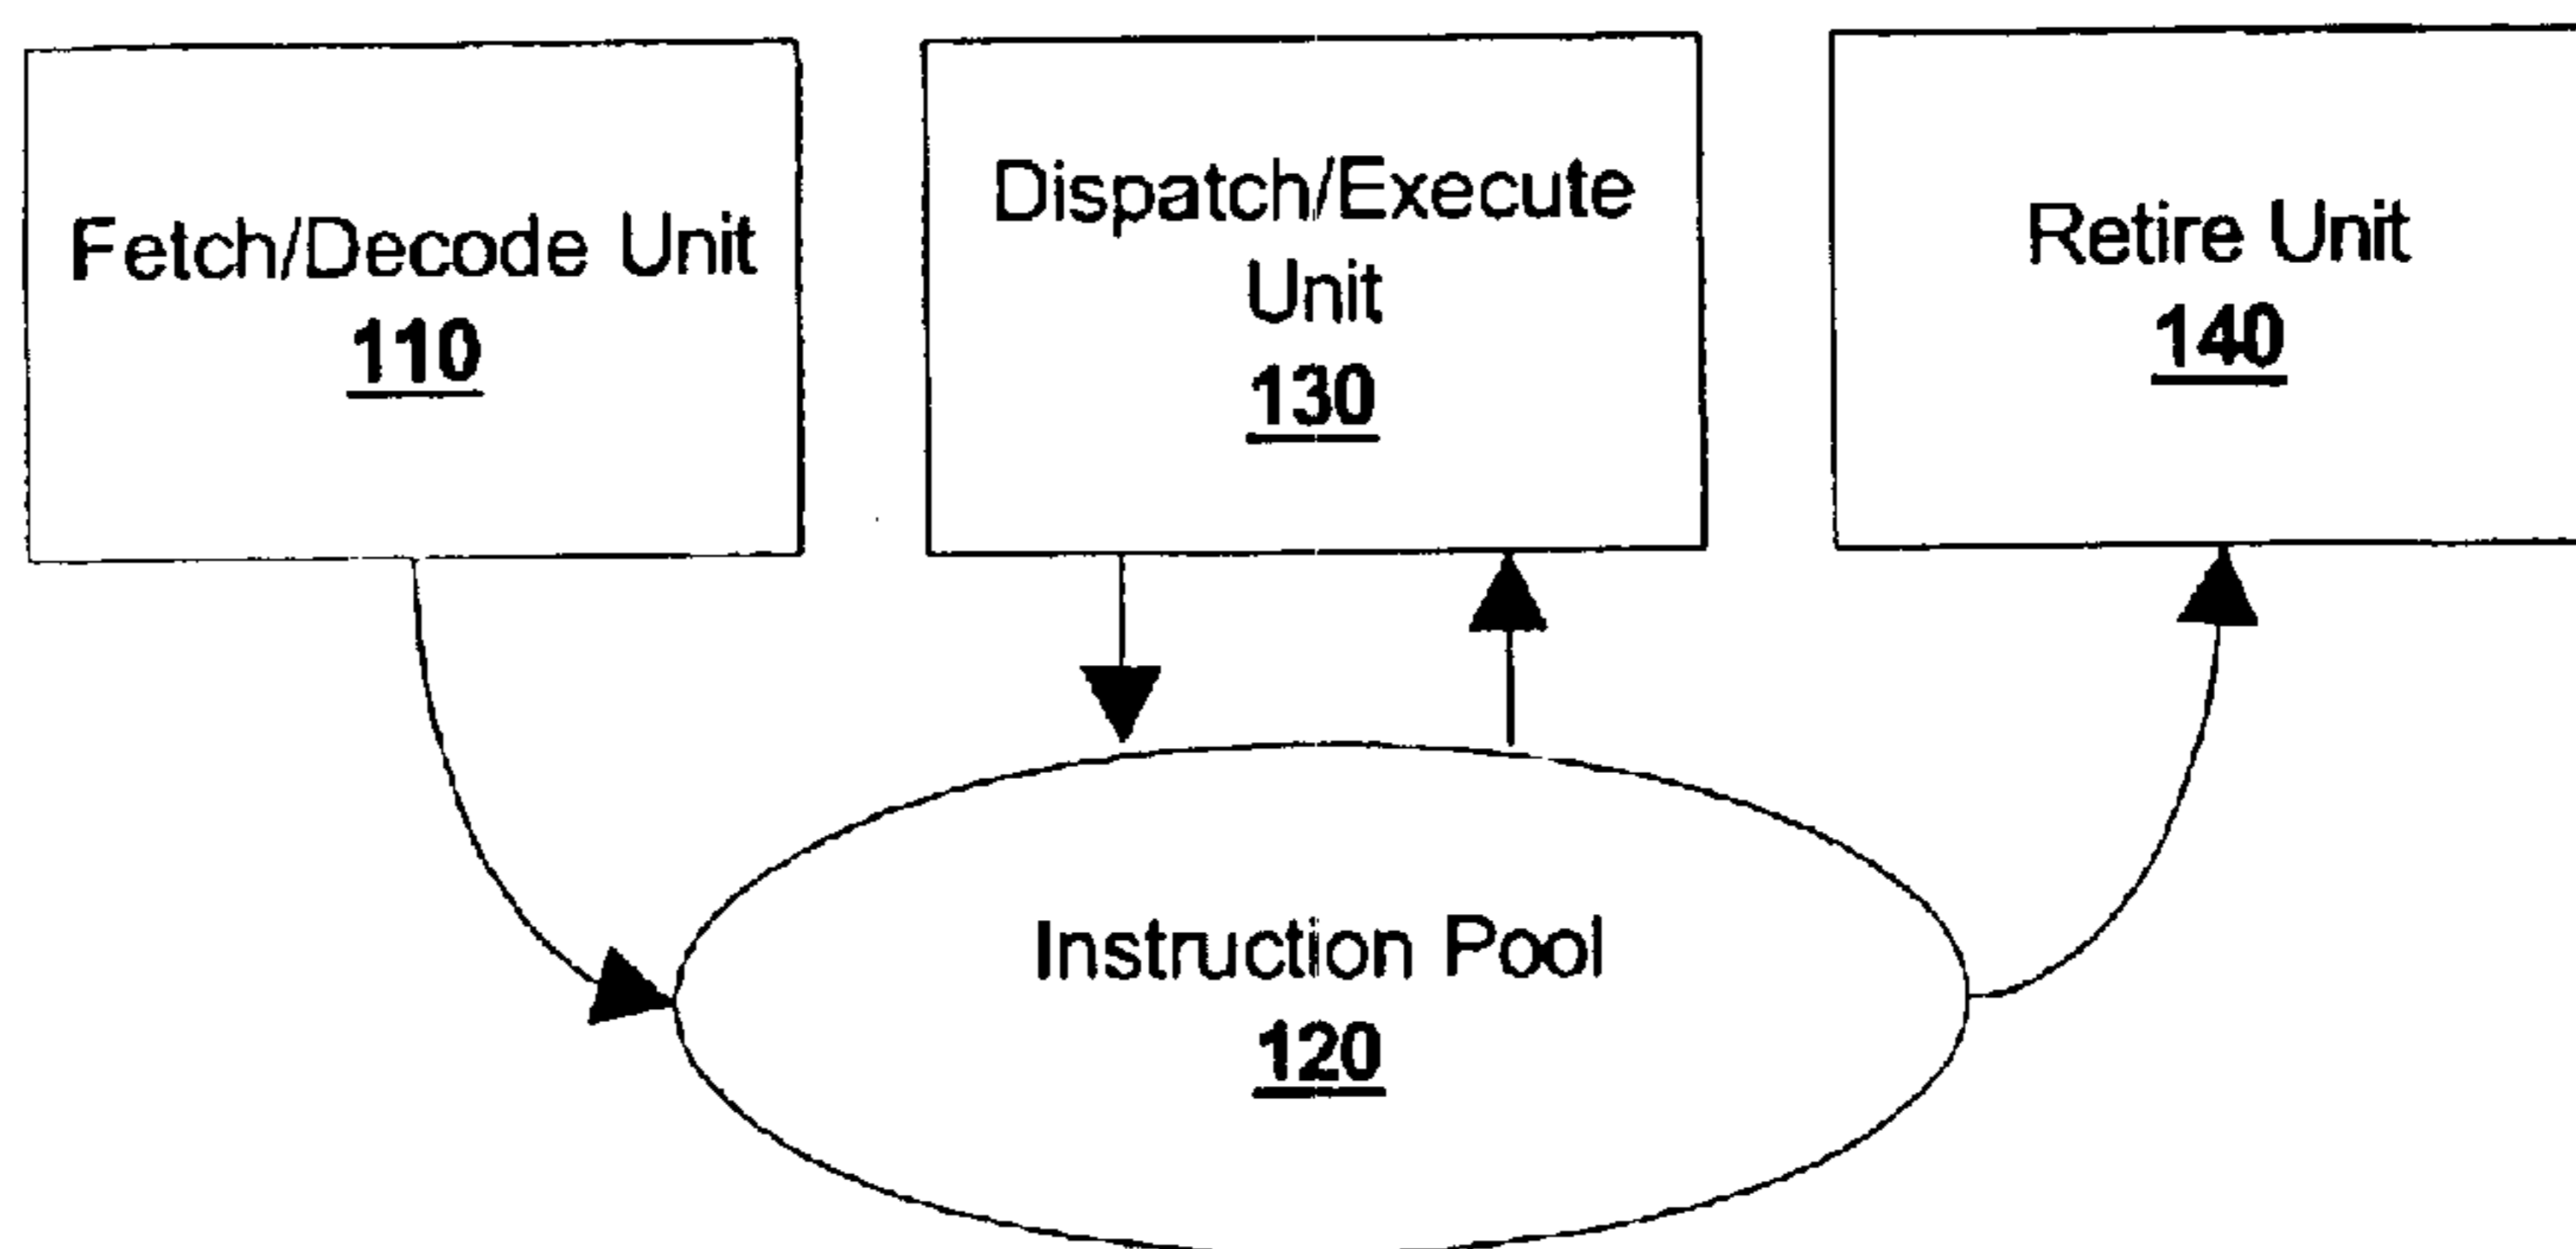 Fetch/Decode Unit
110
Dispatch/Execute
Unit
130
Retire Unit
140
Instruction Pool
120